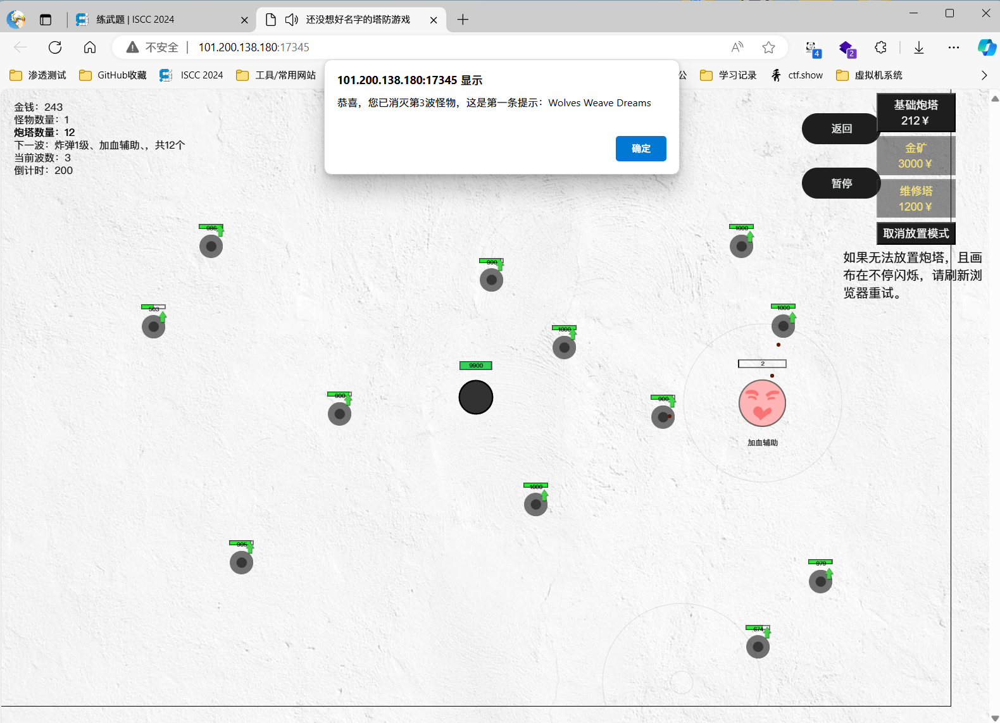 练武题 | ISCC 2024
还没想好名字的塔防游戏
不安全
101.200.138.180:17345
4
2
渗透测试
GitHub收藏
ISCC 2024
工具/常用网站
公
学习记录
ctf.show
虚拟机系统
101.200.138.180:17345 显示
恭喜，您已消灭第3波怪物，这是第一条提示：Wolves Weave Dreams
确定
金钱：243
怪物数量：1
炮塔数量：12
下一波：炸弹1级、加血辅助、，共12个
当前波数：3
倒计时：200
返回
暂停
基础炮塔
212￥
金矿
3000￥
维修塔
1200￥
取消放置模式
如果无法放置炮塔，且画
布在不停闪烁，请刷新浏
览器重试。
986
1000
900
503
1000
1000
9900
2
900
900
加血辅助
1000
905
979
674